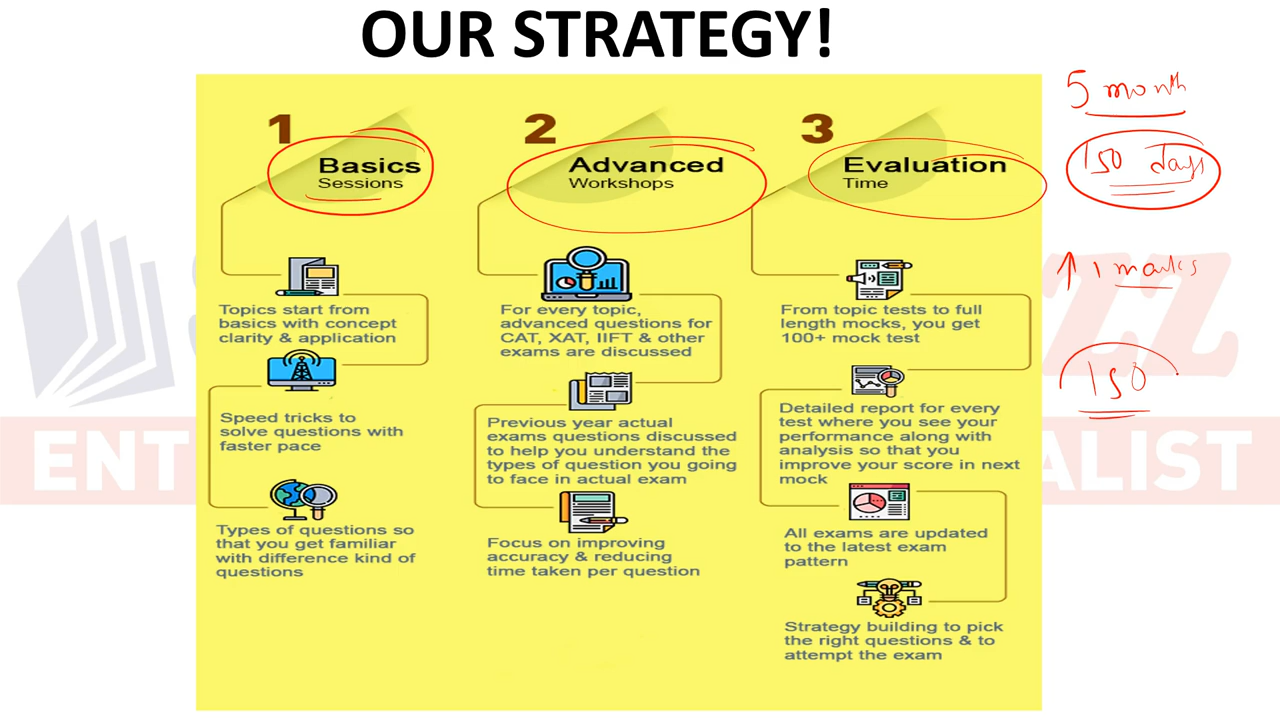 OUR STRATEGY!
1
Basics
Sessions
Topics start from
basics with concept
clarity & application
Speed tricks to
solve questions with
faster pace
Types of questions so
that you get familiar
with difference kind of
questions
2
Advanced
Workshops
For every topic,
advanced questions for
CAT, XAT, IIFT & other
exams are discussed
Previous year actual
exams questions discussed
to help you understand the
types of question you going
to face in actual exam
Focus on improving
accuracy & reducing
time taken per question
3
Evaluation
Time
From topic tests to full
length mocks, you get
100+ mock test
Detailed report for every
test where you see your
performance along with
analysis so that you
improve your score in next
mock
All exams are updated
to the latest exam
pattern
Strategy building to pick
the right questions & to
attempt the exam
5 month
150 days
↑ 1 marks
150
ENT
ALIST